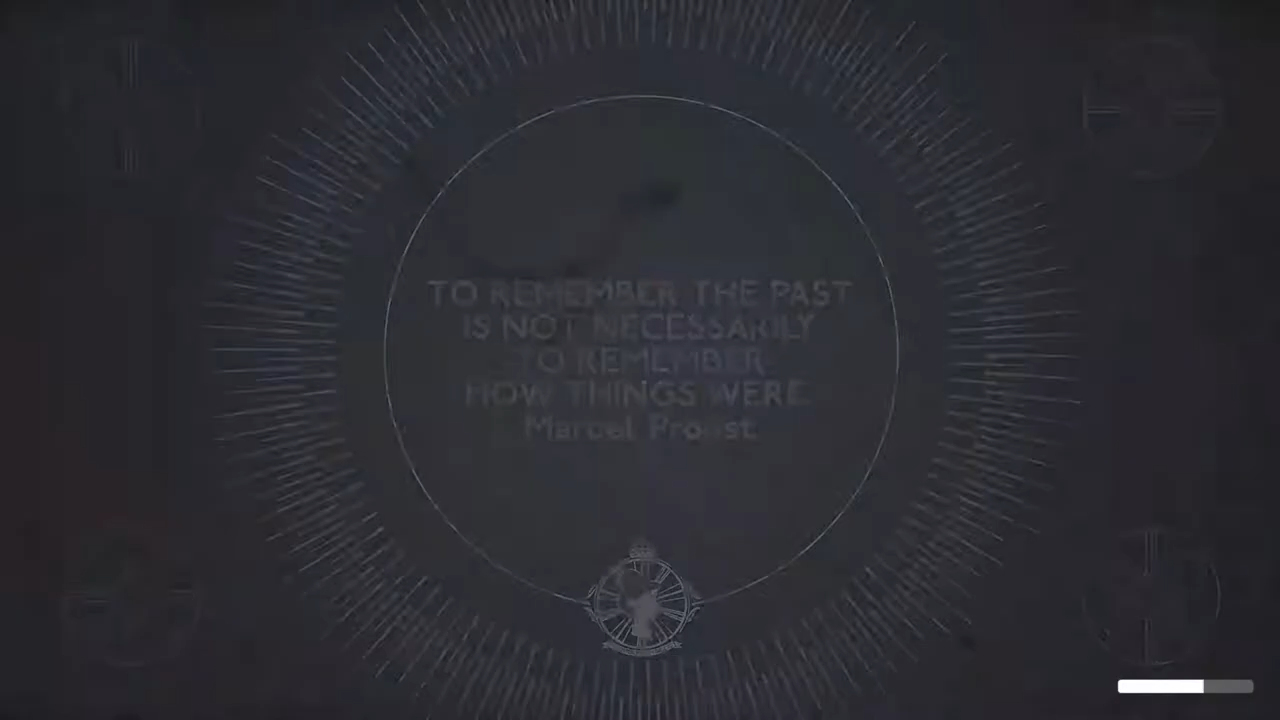 TO REMEMBER THE PAST
IS NOT NECESSARILY
TO REMEMBER
HOW THINGS WERE.
Marcel Proust.